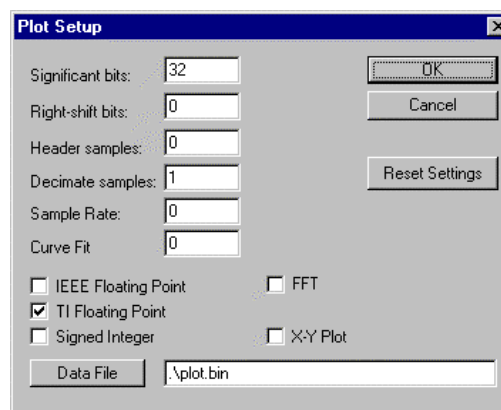 Plot Setup
Significant bits: 32
OK
Right-shift bits: 0
Cancel
Header samples: 0
Decimate samples: 1
Reset Settings
Sample Rate: 0
Curve Fit 0
IEEE Floating Point
FFT
TI Floating Point
Signed Integer
X-Y Plot
Data File
.\plot.bin